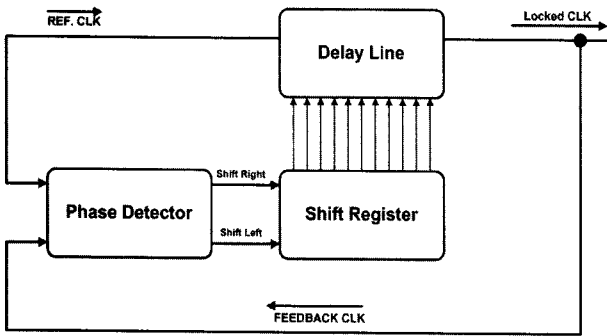 REF. CLK
Locked CLK
Delay Line
Shift Right
Phase Detector
Shift Register
Shift Left
FEEDBACK CLK